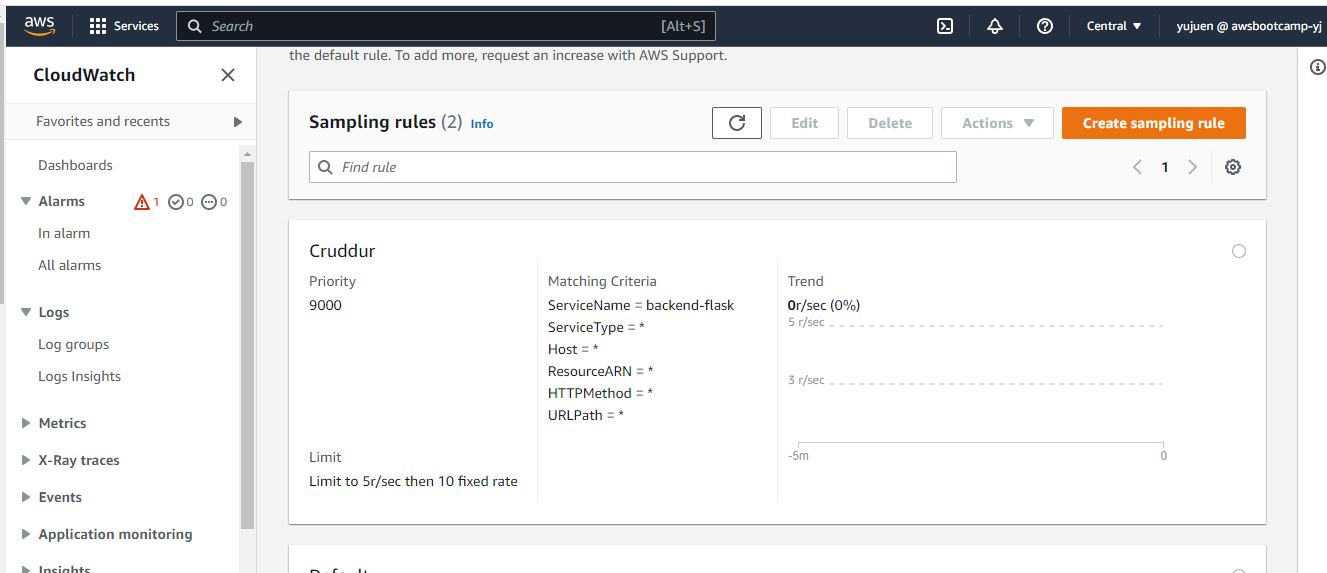 aws
Services
Search [Alt+S]
Central
yujuen @ awsbootcamp-yj
CloudWatch
Favorites and recents
Dashboards
Alarms 1 0 0
In alarm
All alarms
Logs
Log groups
Logs Insights
Metrics
X-Ray traces
Events
Application monitoring
Insights
the default rule. To add more, request an increase with AWS Support.
Sampling rules (2) Info
Edit
Delete
Actions
Create sampling rule
Find rule
1
Cruddur
Priority
9000
Limit
Limit to 5r/sec then 10 fixed rate
Matching Criteria
ServiceName = backend-flask
ServiceType = *
Host = *
ResourceARN = *
HTTPMethod = *
URLPath = *
Trend
0r/sec (0%)
5 r/sec
3 r/sec
-5m 0
Default